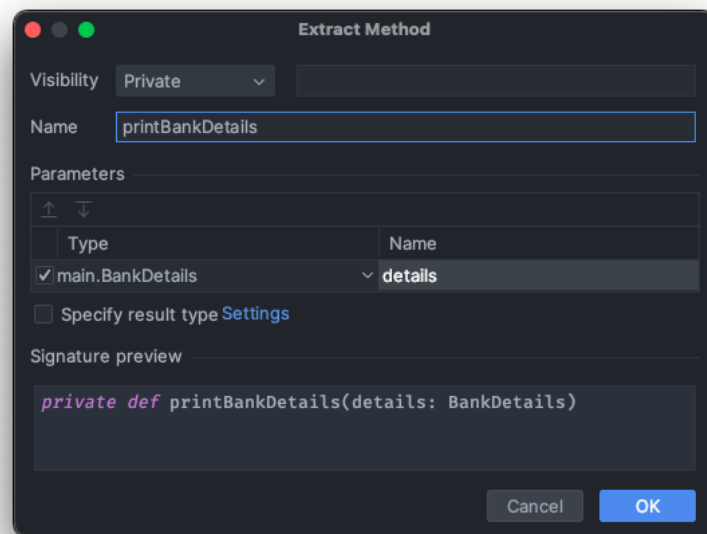 Extract Method
Visibility Private
Name printBankDetails
Parameters
Type Name
main.BankDetails details
Specify result type Settings
Signature preview
private def printBankDetails(details: BankDetails)
Cancel OK